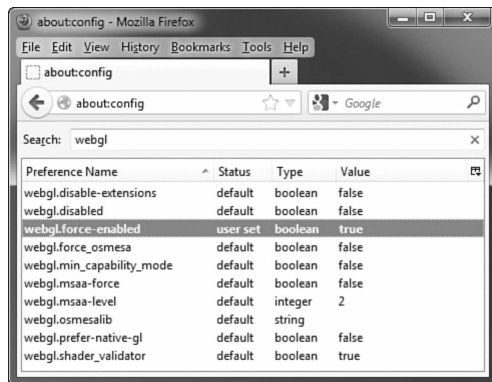 about:config - Mozilla Firefox
File Edit View History Bookmarks Tools Help
about:config
about:config Google
Search: webgl
Preference Name Status Type Value
webgl.disable-extensions default boolean false
webgl.disabled default boolean false
webgl.force-enabled user set boolean true
webgl.force_osmesa default boolean false
webgl.min_capability_mode default boolean false
webgl.msaa-force default boolean false
webgl.msaa-level default integer 2
webgl.osmesalib default string
webgl.prefer-native-gl default boolean false
webgl.shader_validator default boolean true